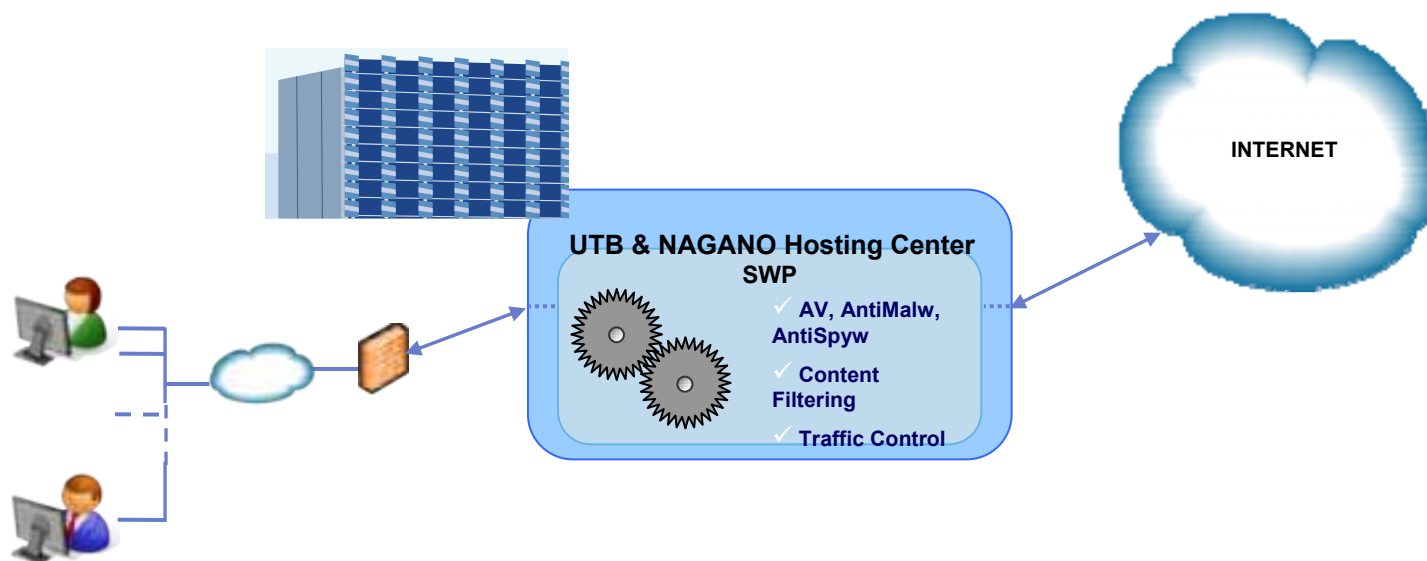 INTERNET
UTB & NAGANO Hosting Center
SWP
✓ AV, AntiMalw,
AntiSpyw
✓ Content
Filtering
✓ Traffic Control